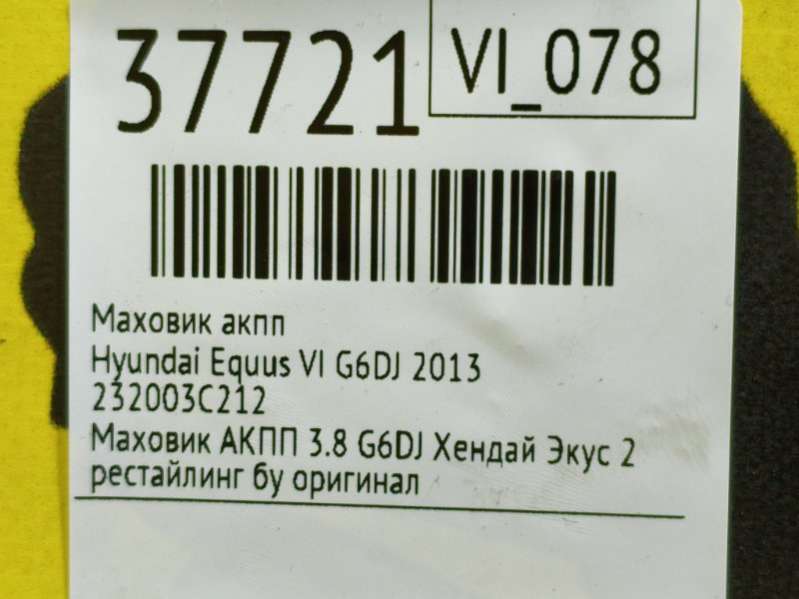 37721
VI_078
Маховик акпп
Hyundai Equus VI G6DJ 2013
232003C212
Маховик АКПП 3.8 G6DJ Хендай Экус 2
рестайлинг бу оригинал